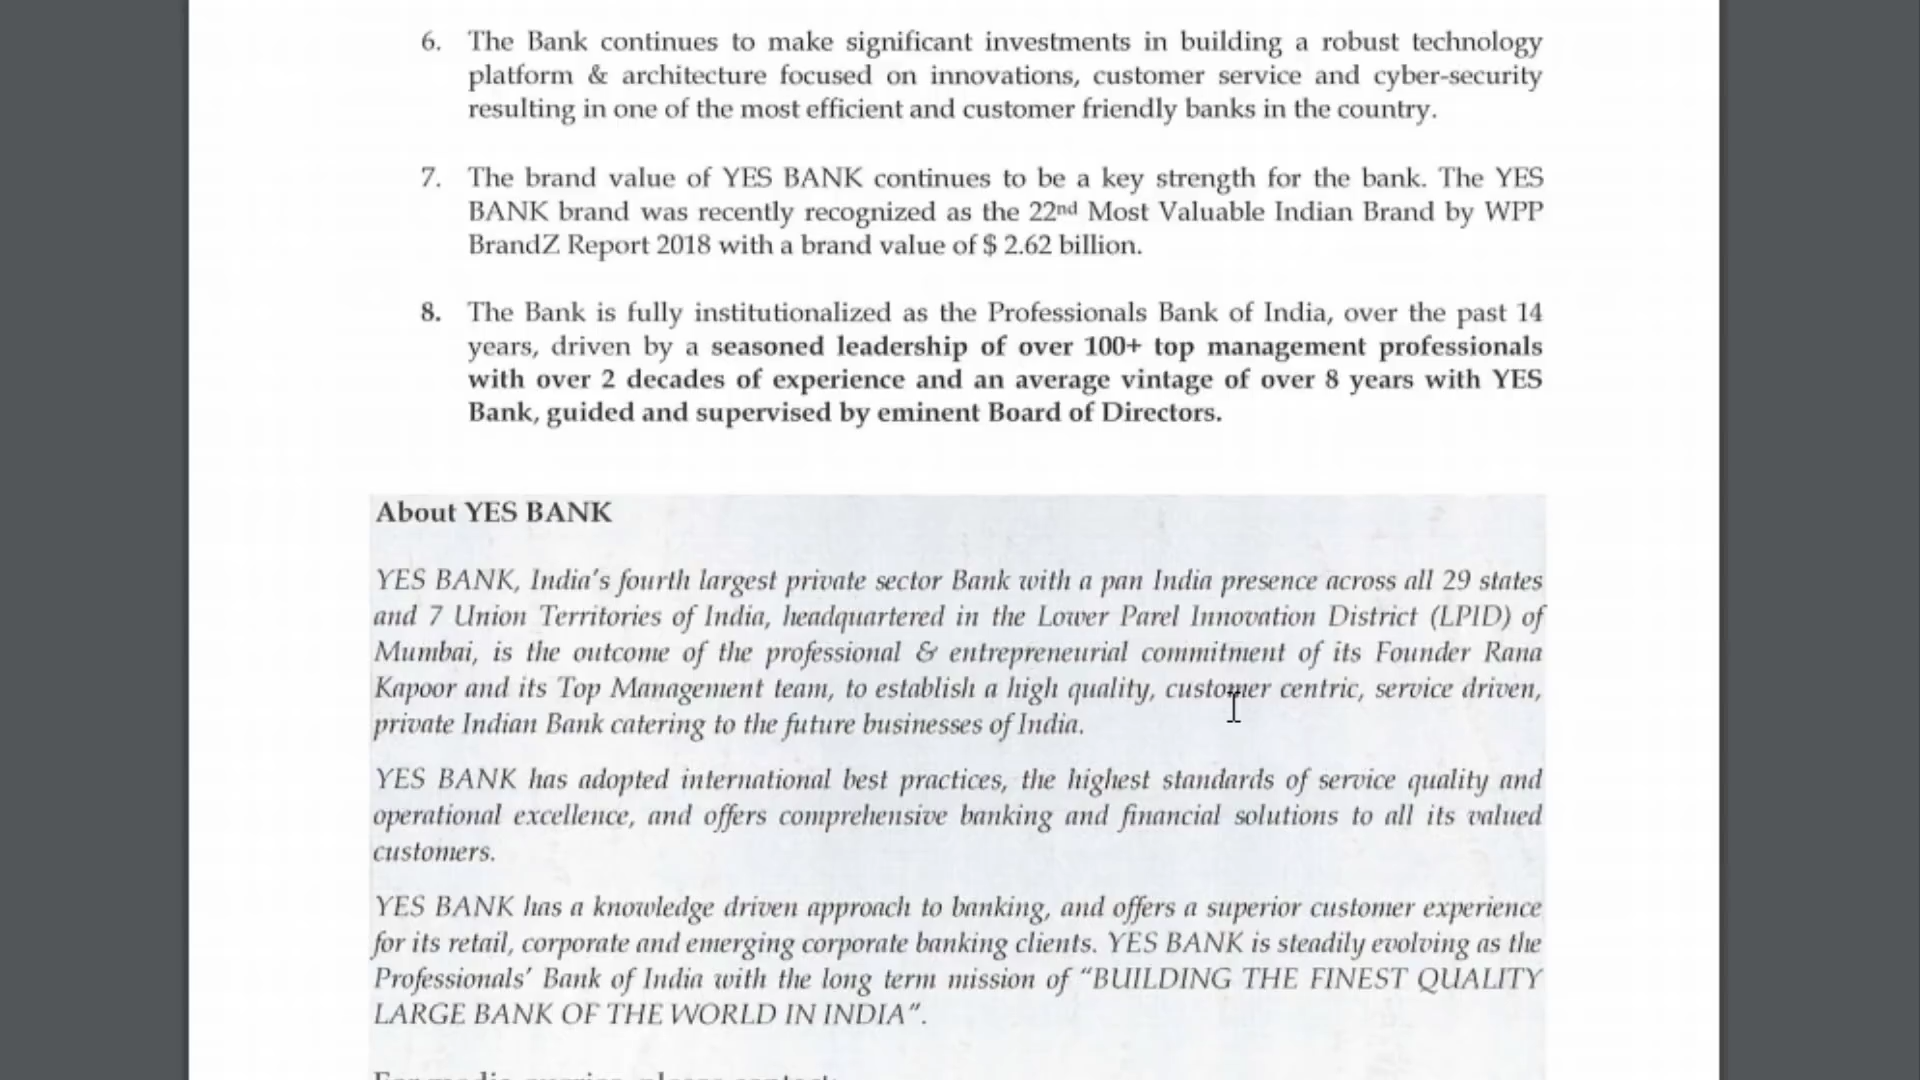 6. The Bank continues to make significant investments in building a robust technology
platform & architecture focused on innovations, customer service and cyber-security
resulting in one of the most efficient and customer friendly banks in the country.
7. The brand value of YES BANK continues to be a key strength for the bank. The YES
BANK brand was recently recognized as the 22nd Most Valuable Indian Brand by WPP
BrandZ Report 2018 with a brand value of $ 2.62 billion.
8. The Bank is fully institutionalized as the Professionals Bank of India, over the past 14
years, driven by a seasoned leadership of over 100+ top management professionals
with over 2 decades of experience and an average vintage of over 8 years with YES
Bank, guided and supervised by eminent Board of Directors.
About YES BANK
YES BANK, India's fourth largest private sector Bank with a pan India presence across all 29 states
and 7 Union Territories of India, headquartered in the Lower Parel Innovation District (LPID) of
Mumbai, is the outcome of the professional & entrepreneurial commitment of its Founder Rana
Kapoor and its Top Management team, to establish a high quality, customer centric, service driven,
private Indian Bank catering to the future businesses of India.
YES BANK has adopted international best practices, the highest standards of service quality and
operational excellence, and offers comprehensive banking and financial solutions to all its valued
customers.
YES BANK has a knowledge driven approach to banking, and offers a superior customer experience
for its retail, corporate and emerging corporate banking clients. YES BANK is steadily evolving as the
Professionals' Bank of India with the long term mission of "BUILDING THE FINEST QUALITY
LARGE BANK OF THE WORLD IN INDIA".
For media queries, please contact: